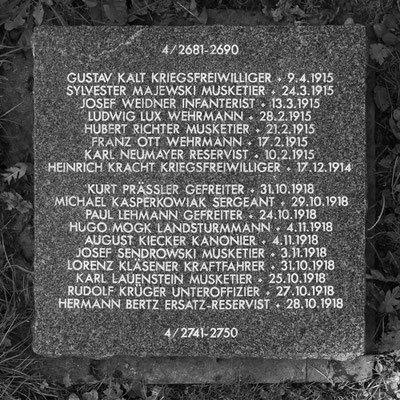 4/2681-2690
GUSTAV KALT KRIEGSFREIWILLIGER + 9.4.1915
SYLVESTER MAJEWSKI MUSKETIER + 24.3.1915
JOSEF WEIDNER INFANTERIST + 13.3.1915
LUDWIG LUX WEHRMANN + 28.2.1915
HUBERT RICHTER MUSKETIER + 21.2.1915
FRANZ OTT WEHRMANN + 17.2.1915
KARL NEUMAYER RESERVIST + 10.2.1915
HEINRICH KRACHT KRIEGSFREIWILLIGER + 17.12.1914
KURT PRÄSSLER GEFREITER + 31.10.1918
MICHAEL KASPERKOWIAK SERGEANT + 29.10.1918
PAUL LEHMANN GEFREITER + 24.10.1918
HUGO MOGK LANDSTURMMANN + 4.11.1918
AUGUST KIECKER KANONIER + 4.11.1918
JOSEF SENDROWSKI MUSKETIER + 3.11.1918
LORENZ KLÄSENER KRAFTFAHRER + 31.10.1918
KARL LAUENSTEIN MUSKETIER + 25.10.1918
RUDOLF KRÜGER UNTEROFFIZIER + 27.10.1918
HERMANN BERTZ ERSATZ-RESERVIST + 28.10.1918
4/2741-2750